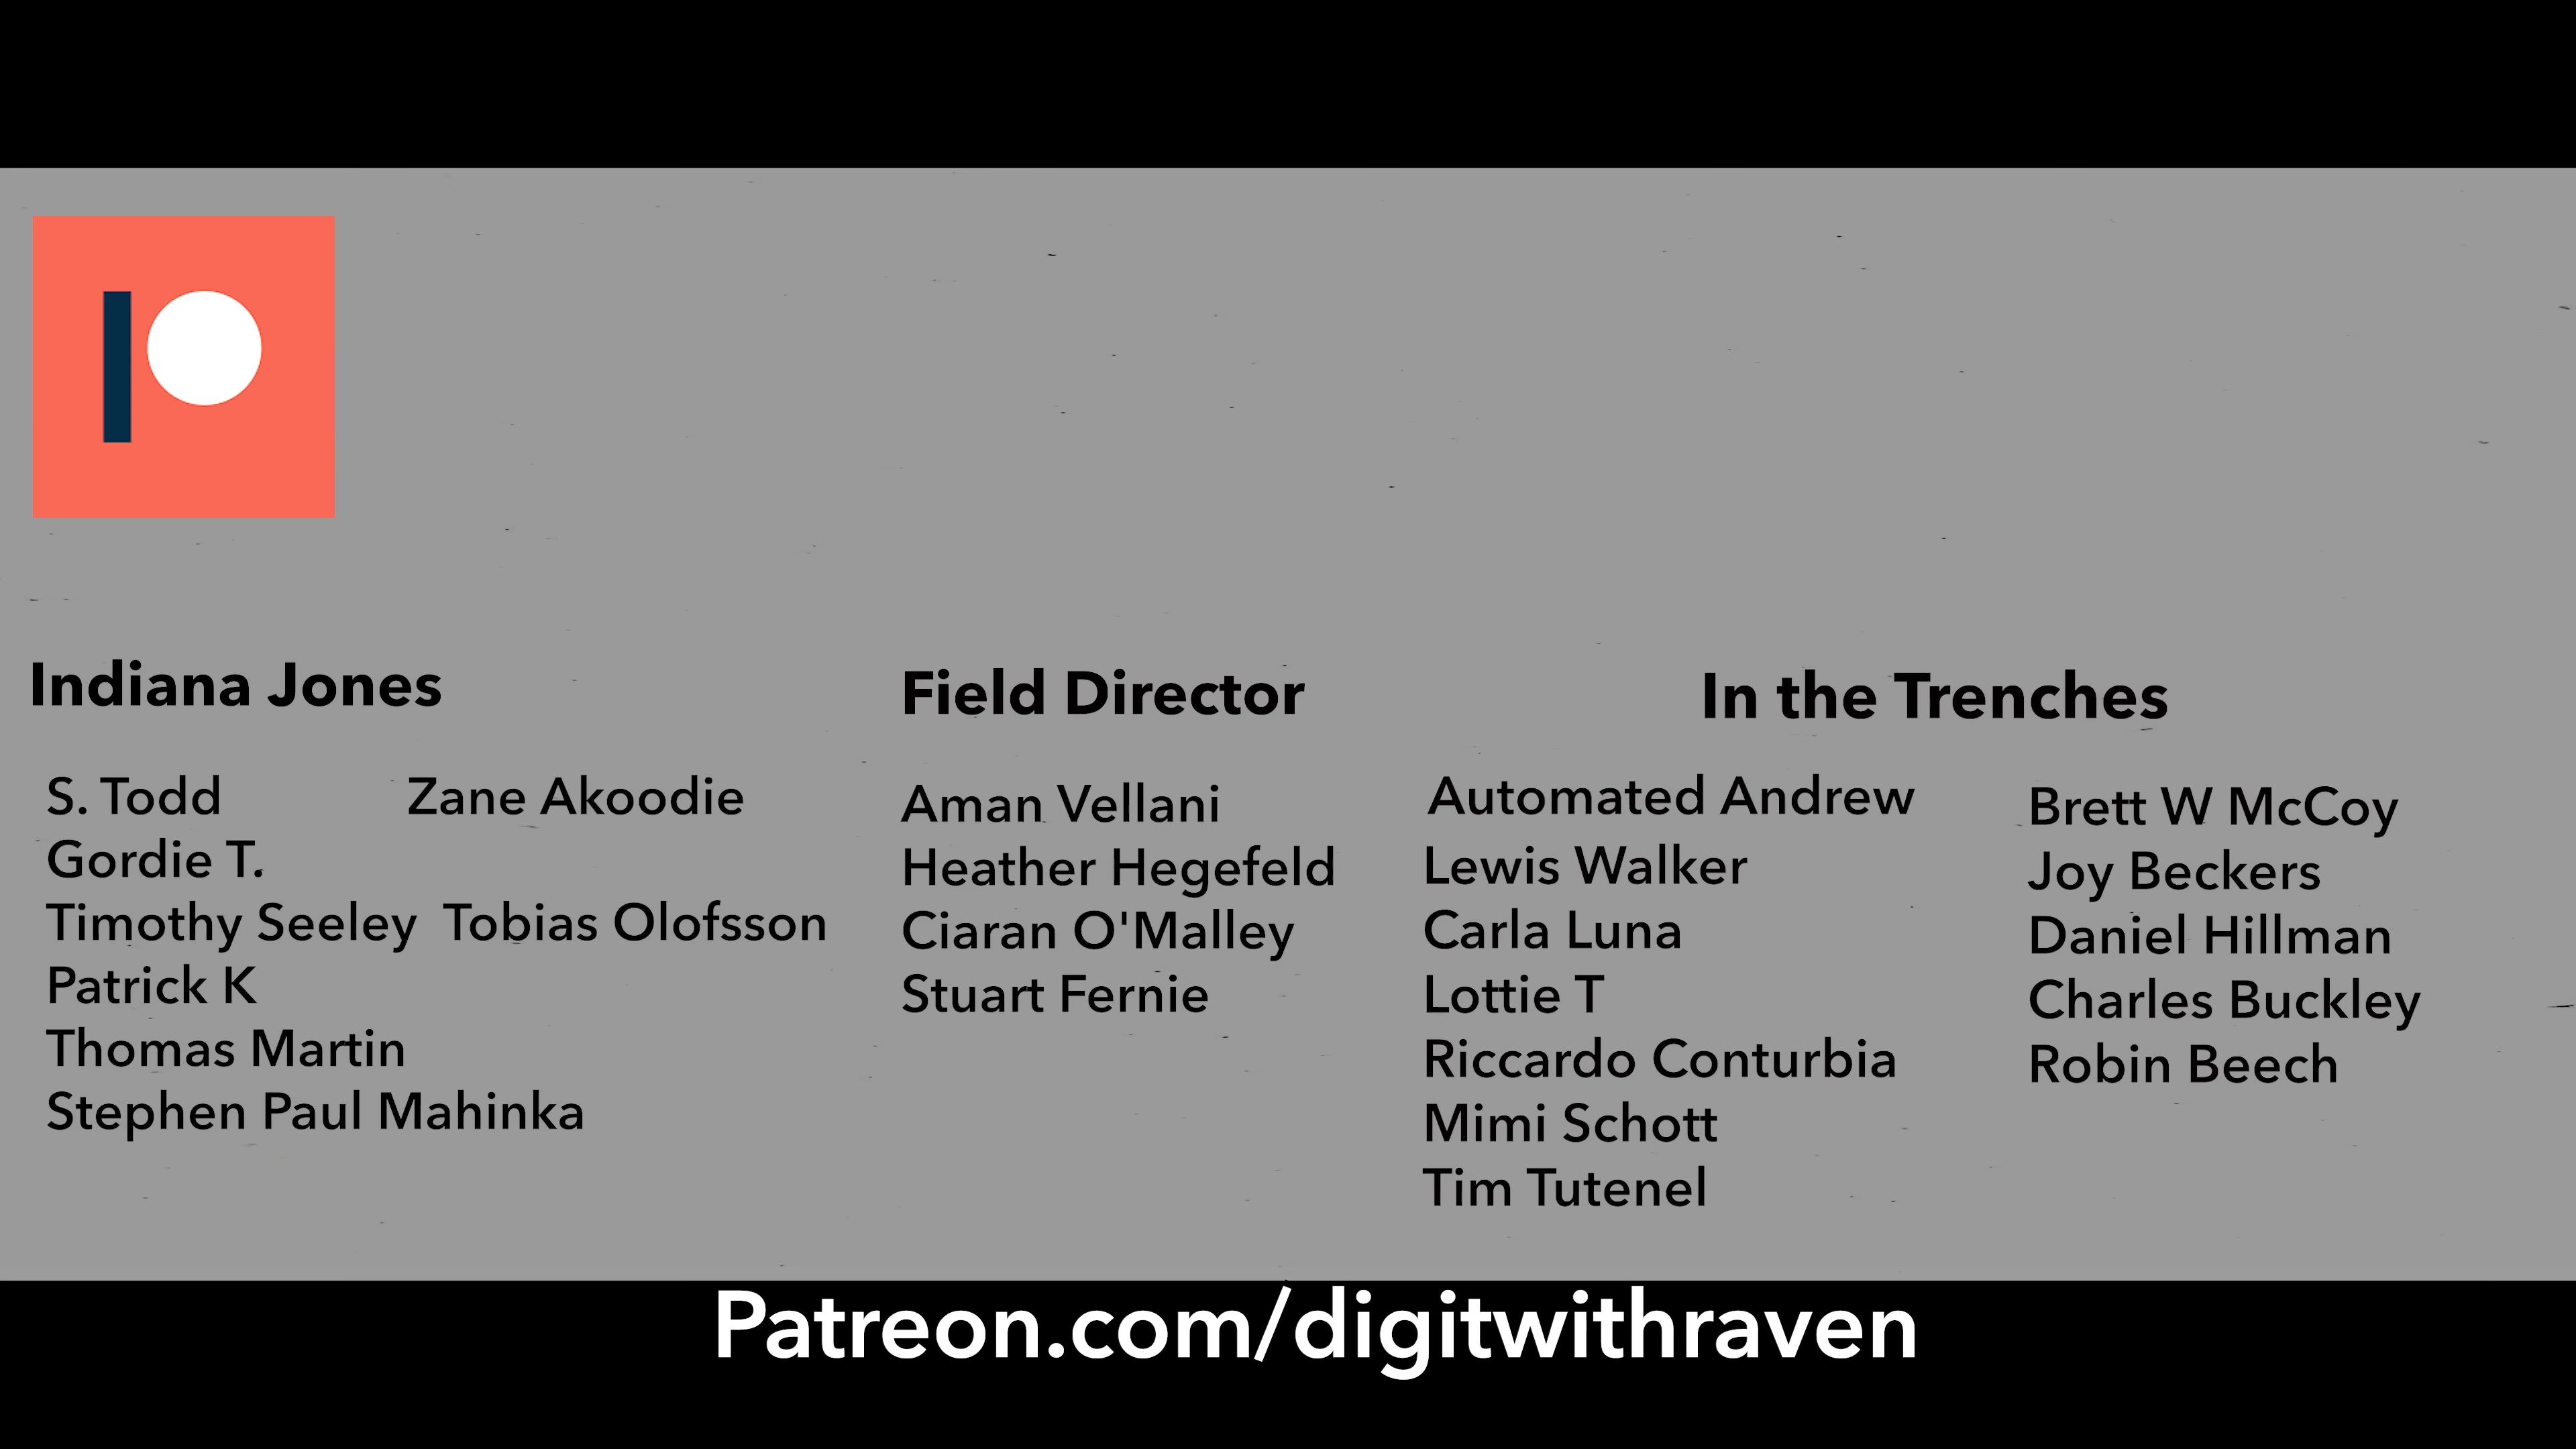 Indiana Jones
S. Todd
Zane Akoodie
Gordie T.
Timothy Seeley
Tobias Olofsson
Patrick K
Thomas Martin
Stephen Paul Mahinka
Field Director
Aman Vellani
Heather Hegefeld
Ciaran O'Malley
Stuart Fernie
In the Trenches
Automated Andrew
Lewis Walker
Carla Luna
Lottie T
Riccardo Conturbia
Mimi Schott
Tim Tutenel
Brett W McCoy
Joy Beckers
Daniel Hillman
Charles Buckley
Robin Beech
Patreon.com/digitwithraven